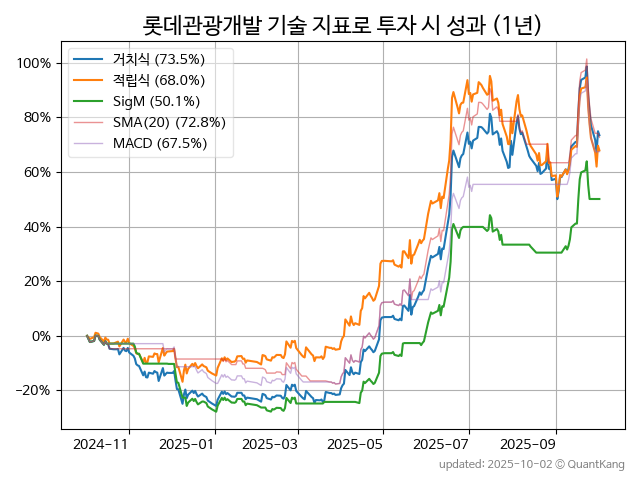 롯데관광개발 기술 지표로 투자 시 성과 (1년)
100%
80%
60%
40%
20%
0%
−20%
거치식 (73.5%)
적립식 (68.0%)
SigM (50.1%)
SMA(20) (72.8%)
MACD (67.5%)
2024-11
2025-01
2025-03
2025-05
2025-07
2025-09
updated: 2025-10-02 © QuantKang